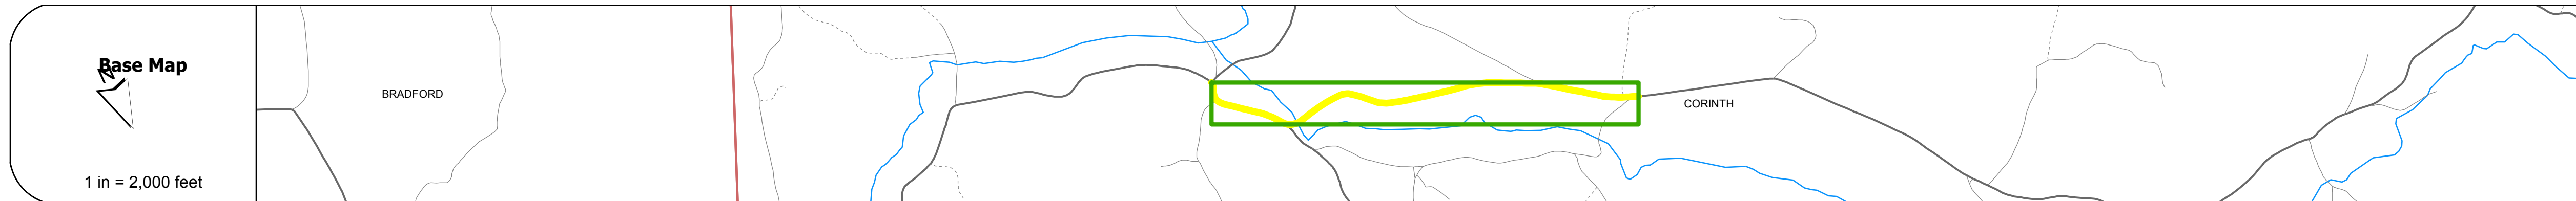 Base Map
N
1 in = 2,000 feet
BRADFORD
CORINTH